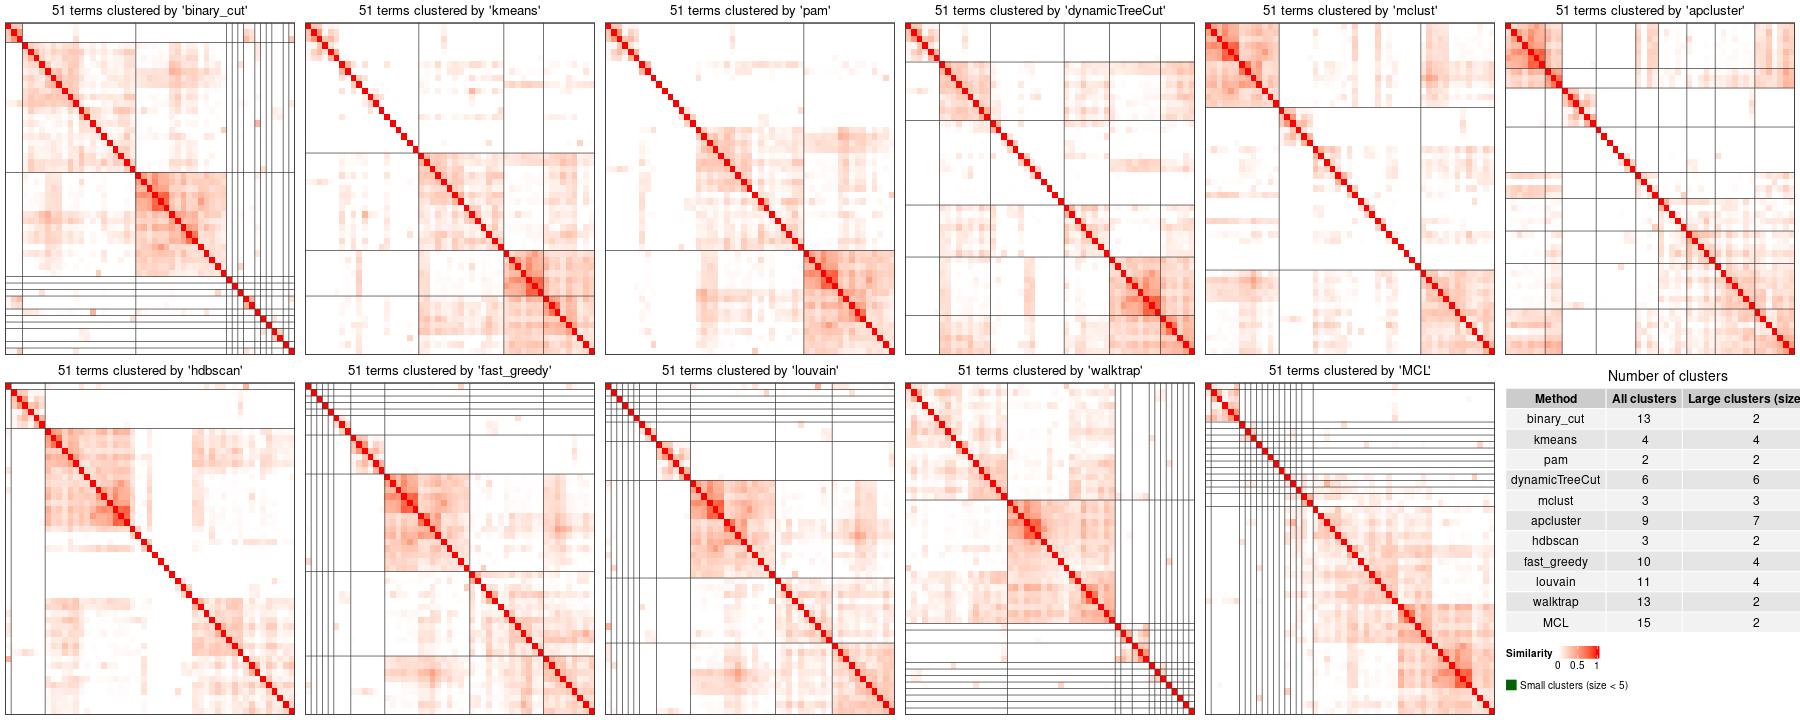 51 terms clustered by 'binary_cut'
51 terms clustered by 'kmeans'
51 terms clustered by 'pam'
51 terms clustered by 'dynamicTreeCut'
51 terms clustered by 'mclust'
51 terms clustered by 'apcluster'
51 terms clustered by 'hdbscan'
51 terms clustered by 'fast_greedy'
51 terms clustered by 'louvain'
51 terms clustered by 'walktrap'
51 terms clustered by 'MCL'
Number of clusters
Method All clusters Large clusters (size
binary_cut 13 2
kmeans 4 4
pam 2 2
dynamicTreeCut 6 6
mclust 3 3
apcluster 9 7
hdbscan 3 2
fast_greedy 10 4
louvain 11 4
walktrap 13 2
MCL 15 2
Similarity
0 0.5 1
Small clusters (size < 5)